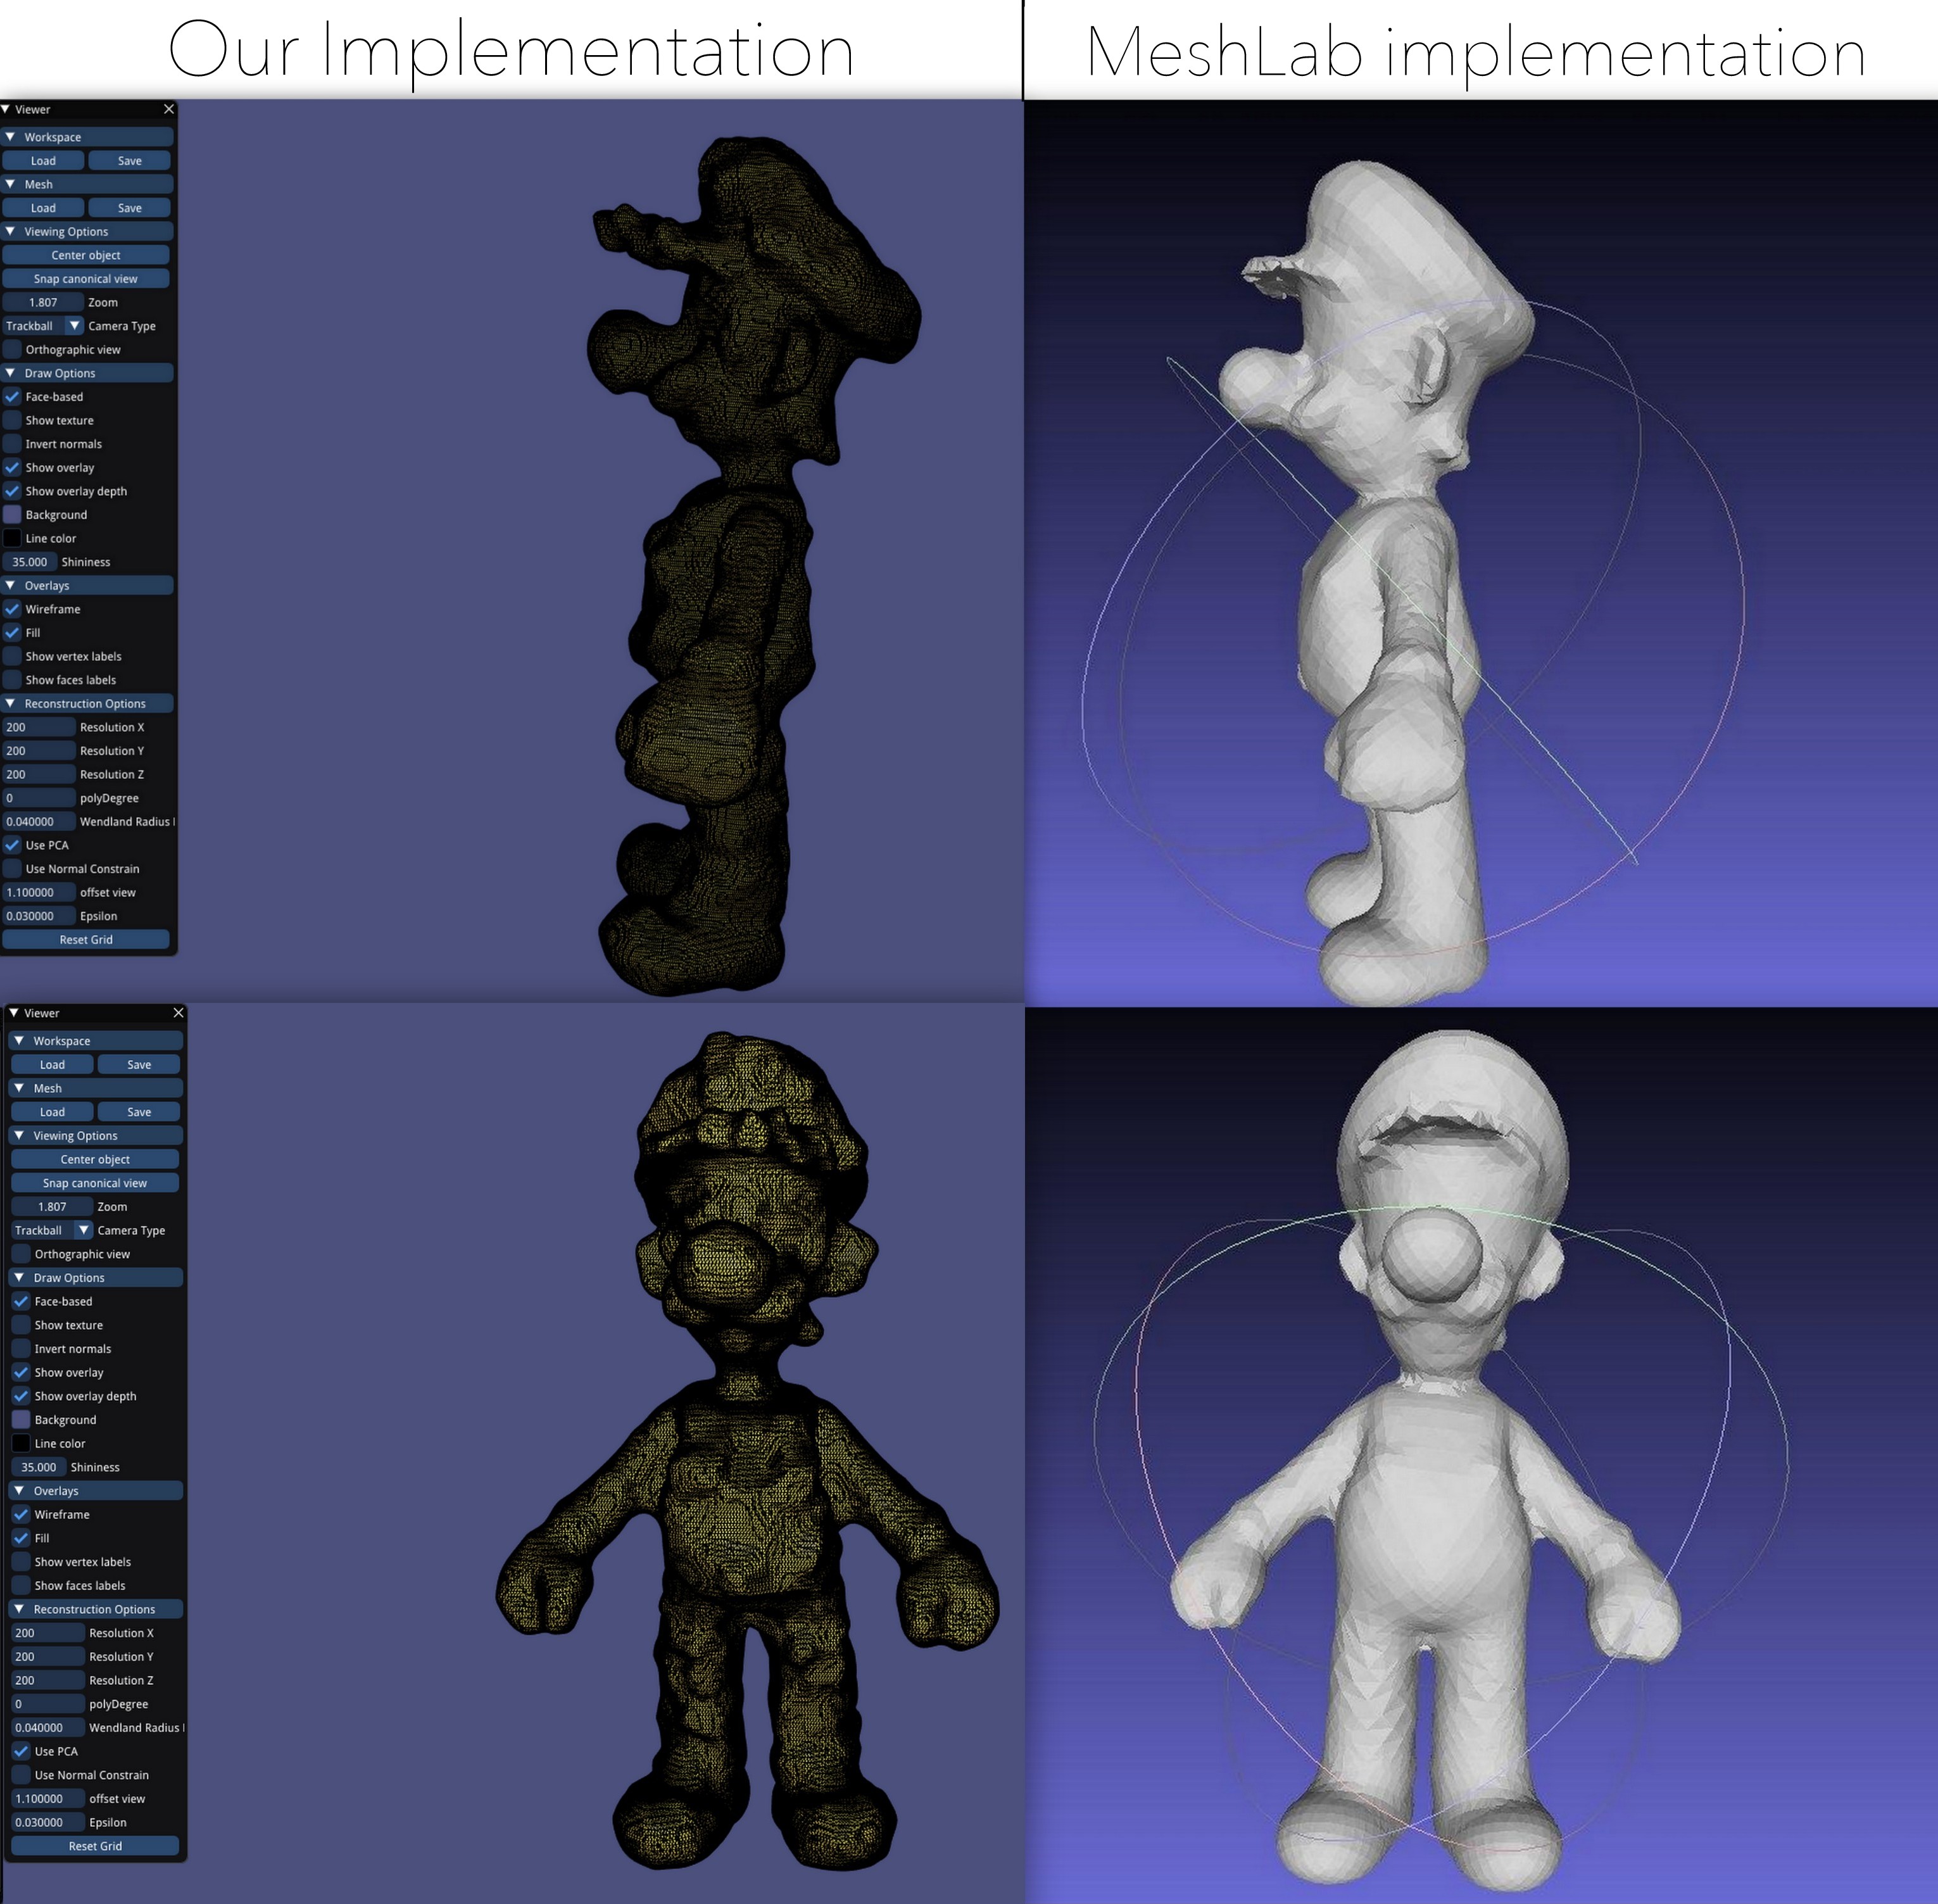 Our Implementation
MeshLab implementation
Viewer
Workspace
Load Save
Mesh
Load Save
Viewing Options
Center object
Snap canonical view
1.807 Zoom
Trackball Camera Type
Orthographic view
Draw Options
Face-based
Show texture
Invert normals
Show overlay
Show overlay depth
Background
Line color
35.000 Shininess
Overlays
Wireframe
Fill
Show vertex labels
Show faces labels
Reconstruction Options
200 Resolution X
200 Resolution Y
200 Resolution Z
0 polyDegree
0.040000 Wendland Radius
Use PCA
Use Normal Constrain
1.100000 offset view
0.030000 Epsilon
Reset Grid
Viewer
Workspace
Load Save
Mesh
Load Save
Viewing Options
Center object
Snap canonical view
1.807 Zoom
Trackball Camera Type
Orthographic view
Draw Options
Face-based
Show texture
Invert normals
Show overlay
Show overlay depth
Background
Line color
35.000 Shininess
Overlays
Wireframe
Fill
Show vertex labels
Show faces labels
Reconstruction Options
200 Resolution X
200 Resolution Y
200 Resolution Z
0 polyDegree
0.040000 Wendland Radius
Use PCA
Use Normal Constrain
1.100000 offset view
0.030000 Epsilon
Reset Grid